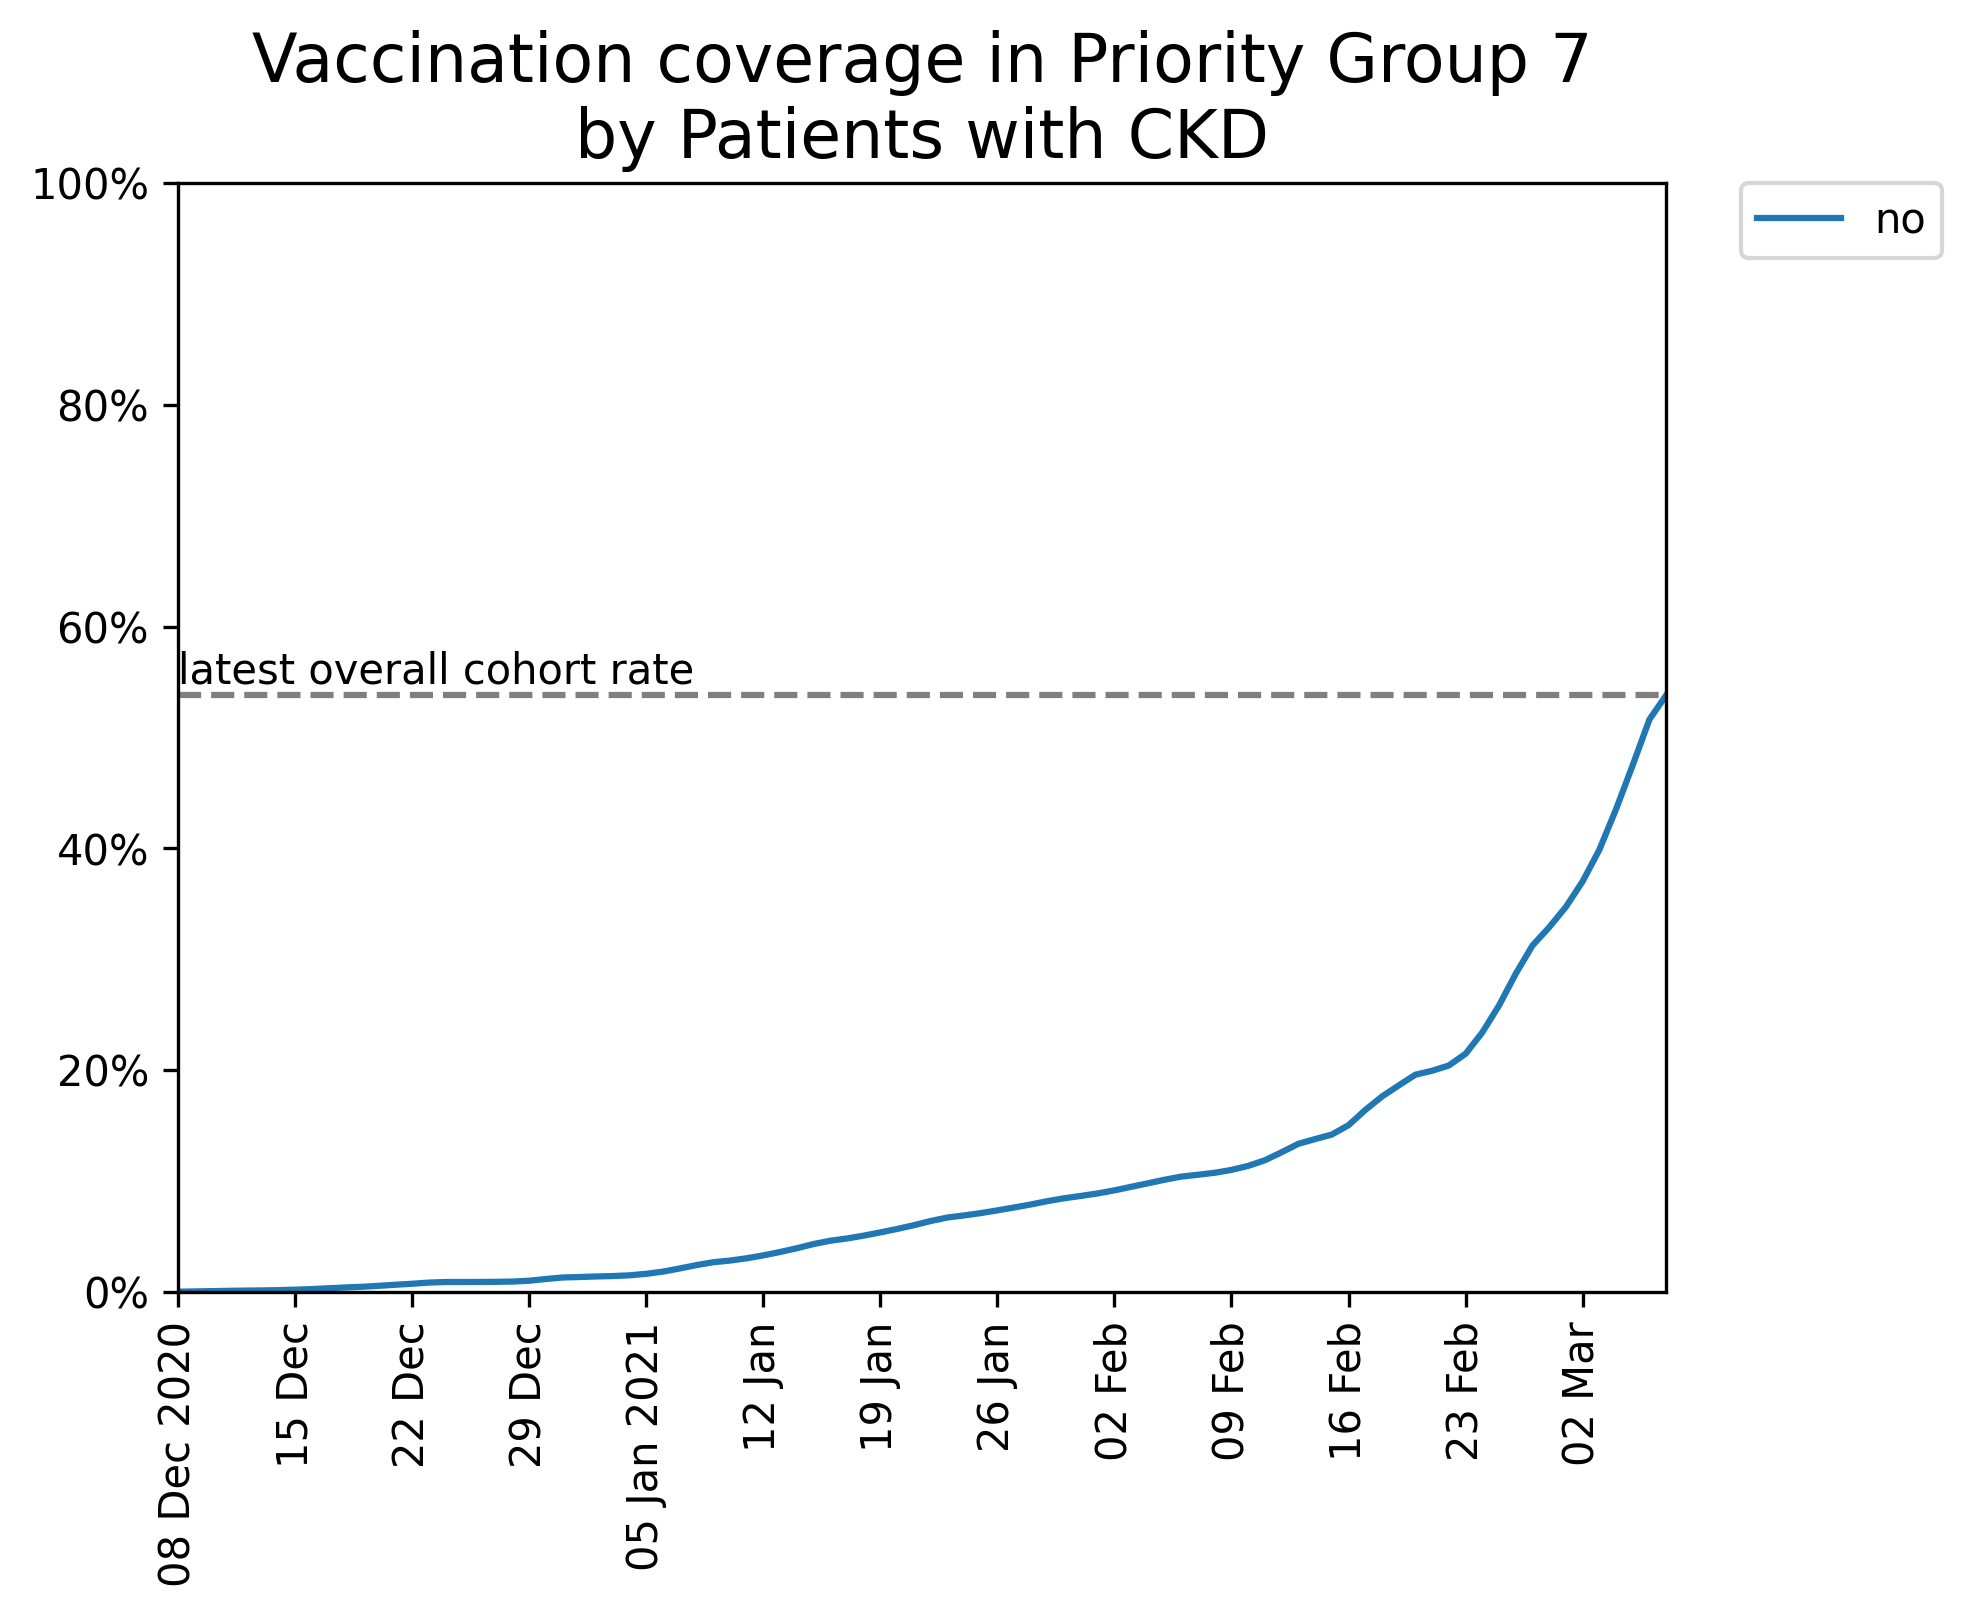 Vaccination coverage in Priority Group 7
by Patients with CKD
100%
80%
60%
40%
20%
0%
latest overall cohort rate
no
08 Dec 2020
15 Dec
22 Dec
29 Dec
05 Jan 2021
12 Jan
19 Jan
26 Jan
02 Feb
09 Feb
16 Feb
23 Feb
02 Mar